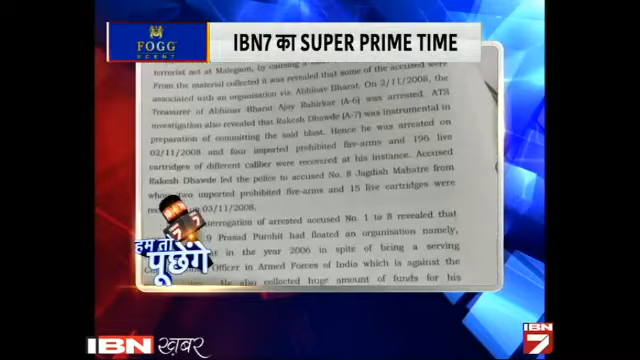 FOGG
SCENT
IBN7 का SUPER PRIME TIME
terrorist act at Malegaon, by causing a
From the material collected it was revealed that some of the accused were
associated with an organisation viz. Abhinav Bharat. On 2/11/2008, the
Treasurer of Abhinav Bharat Ajay Rahirkar (A-6) was arrested. ATS
investigation also revealed that Rakesh Dhawde (A-7) was instrumental in
preparation of committing the said blast. Hence he was arrested on
02/11/2008 and four imported prohibited fire-arms and 196 live
cartridges of different caliber were recovered at his instance. Accused
Rakesh Dhawde led the police to accused No. 8 Jagdish Mahatre from
two imported prohibited fire-arms and 15 live cartridges were
03/11/2008.
interrogation of arrested accused No. 1 to 8 revealed that
9 Prasad Purohit had floated an organisation namely,
in the year 2006 in spite of being a serving
Officer in Armed Forces of India which is against the
He also collected huge amount of funds for his
7
हम तो
पूछेंगे
IBN ख़बर
IBN
7